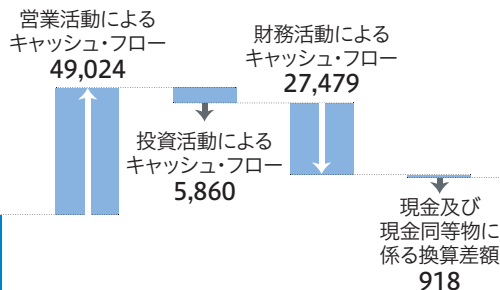 営業活動による
キャッシュ・フロー
49,024
財務活動による
キャッシュ・フロー
27,479
投資活動による
キャッシュ・フロー
5,860
現金及び
現金同等物に
係る換算差額
918